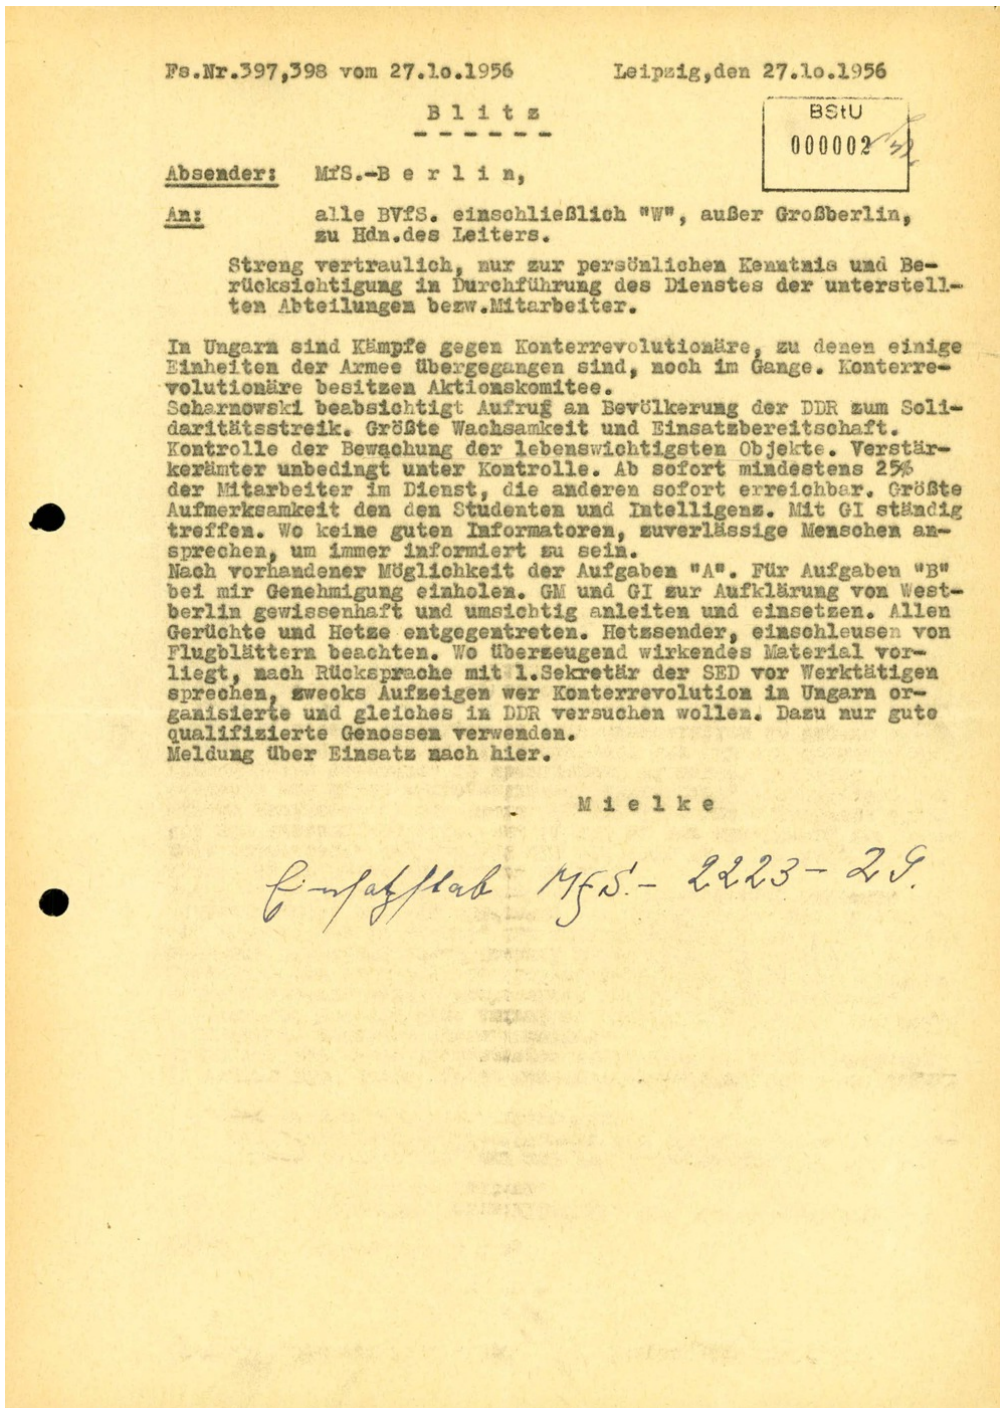 Fs.Nr.397,398 vom 27.1o.1956 Leipzig,den 27.1o.1956
B l i t z
- - - - - -
BStU
000002
Absender: MfS.-B e r l i n,
An: alle BVfS. einschließlich "W", außer Großberlin,
zu Hdn.des Leiters.
Streng vertraulich, nur zur persönlichen Kenntnis und Be-
rücksichtigung in Durchführung des Dienstes der unterstell-
ten Abteilungen bezw.Mitarbeiter.
In Ungarn sind Kämpfe gegen Konterrevolutionäre, zu denen einige
Einheiten der Armee übergegangen sind, noch im Gange. Konterre-
volutionäre besitzen Aktionskomitee.
Scharnowski beabsichtigt Aufruf an Bevölkerung der DDR zum Soli-
daritätsstreik. Größte Wachsamkeit und Einsatzbereitschaft.
Kontrolle der Bewachung der lebenswichtigsten Objekte. Verstär-
kerämter unbedingt unter Kontrolle. Ab sofort mindestens 25%
der Mitarbeiter im Dienst, die anderen sofort erreichbar. Größte
Aufmerksamkeit den den Studenten und Intelligenz. Mit GI ständig
treffen. Wo keine guten Informatoren, zuverlässige Menschen an-
sprechen, um immer informiert zu sein.
Nach vorhandener Möglichkeit der Aufgaben "A". Für Aufgaben "B"
bei mir Genehmigung einholen. GM und GI zur Aufklärung von West-
berlin gewissenhaft und umsichtig anleiten und einsetzen. Allen
Gerüchte und Hetze entgegentreten. Hetzsender, einschleusen von
Flugblättern beachten. Wo überzeugend wirkendes Material vor-
liegt, nach Rücksprache mit 1.Sekretär der SED vor Werktätigen
sprechen, zwecks Aufzeigen wer Konterrevolution in Ungarn or-
ganisierte und gleiches in DDR versuchen wollen. Dazu nur gute
qualifizierte Genossen verwenden.
Meldung über Einsatz nach hier.
M i e l k e
Einsatzstab MfS. - 2223 - 29.